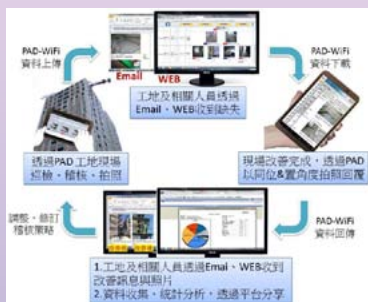 PAD-WiFi
資料上傳
Email
WEB
PAD-WiFi
資料下載
工地及相關人員透過
Email、WEB收到缺失
透過PAD 工地現場
巡檢、稽核、拍照
現場改善完成,透過PAD
以同位&置角度拍照回覆
調整、修訂
稽核策略
PAD-WiFi
資料回傳
1.工地及相關人員透過Email、WEB收到
改善訊息與照片
2.資料收集、統計分析,透過平台分享